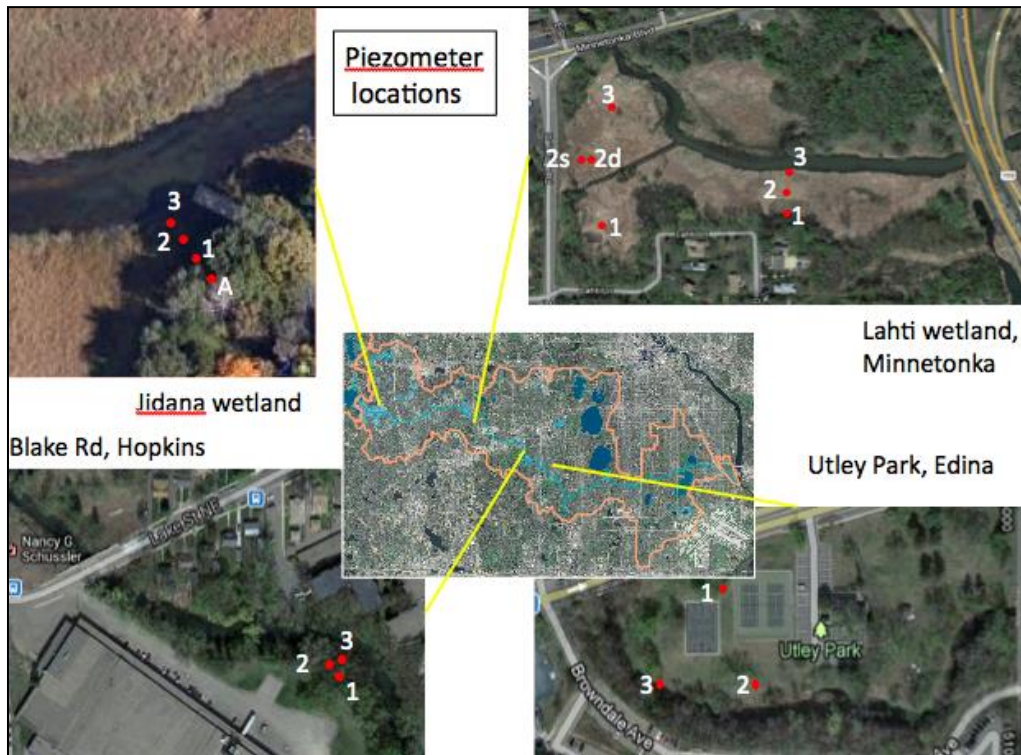 Piezometer
locations
Minnetonka Blvd
3
2s 2d
1
3
2
1
3
2
1
A
Lahti wetland,
Minnetonka
Jidana wetland
Blake Rd, Hopkins
Utley Park, Edina
Lake St NE
Nancy G
Schussler
3
2
1
1
Utley Park
3
2
Browndale Ave